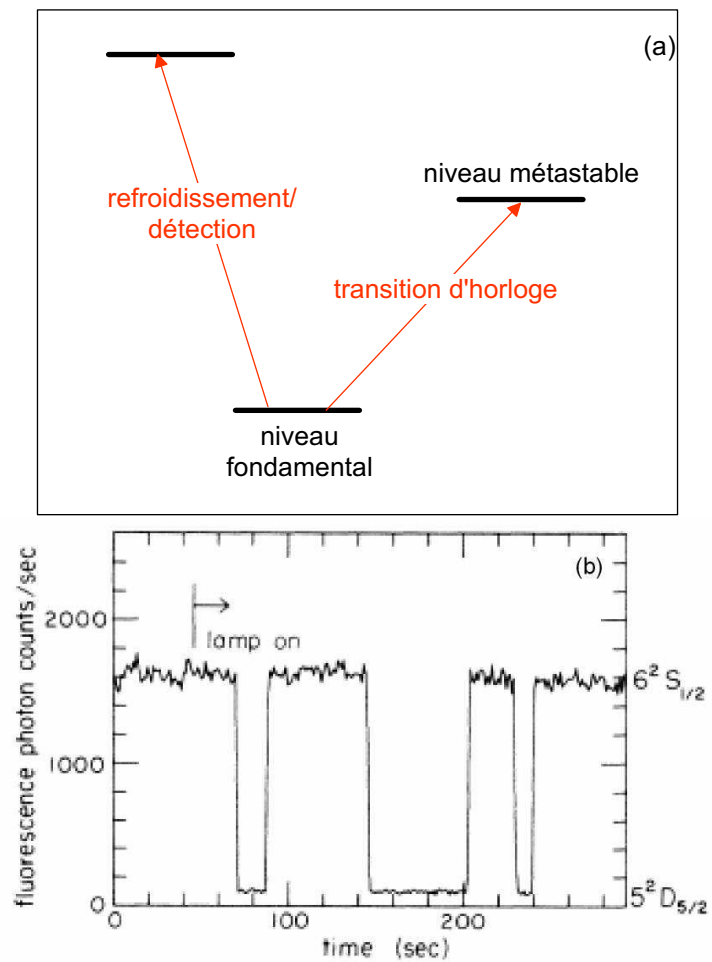 (a)
niveau métastable
refroidissement/
détection
transition d'horloge
niveau
fondamental
(b)
fluorescence photon counts/sec
2000
1000
0
lamp on
6²S₁/₂
5²D₅/₂
0 100 200
time (sec)